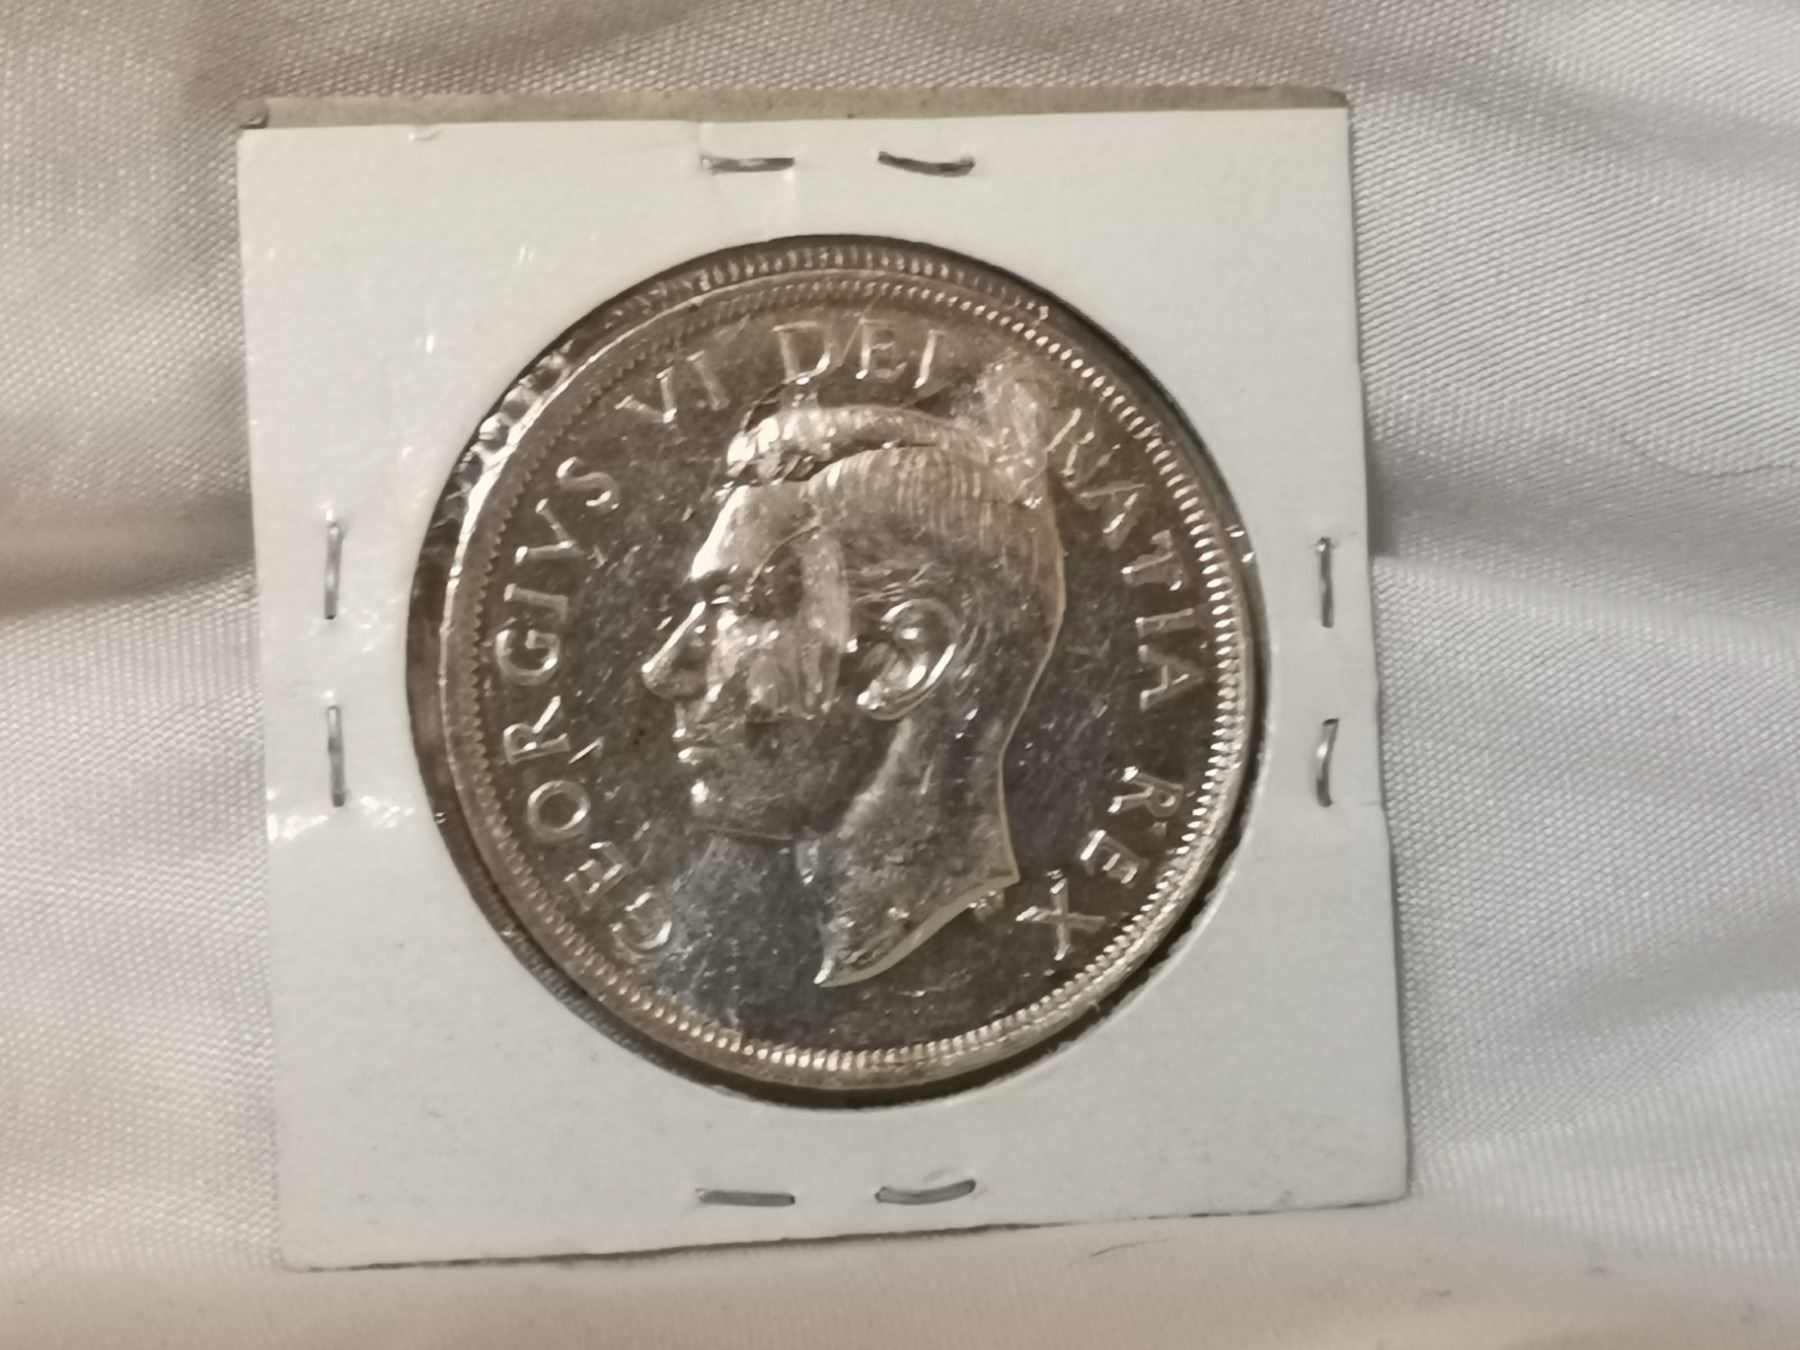 GEORGIVS VI DEI GRATIA REX